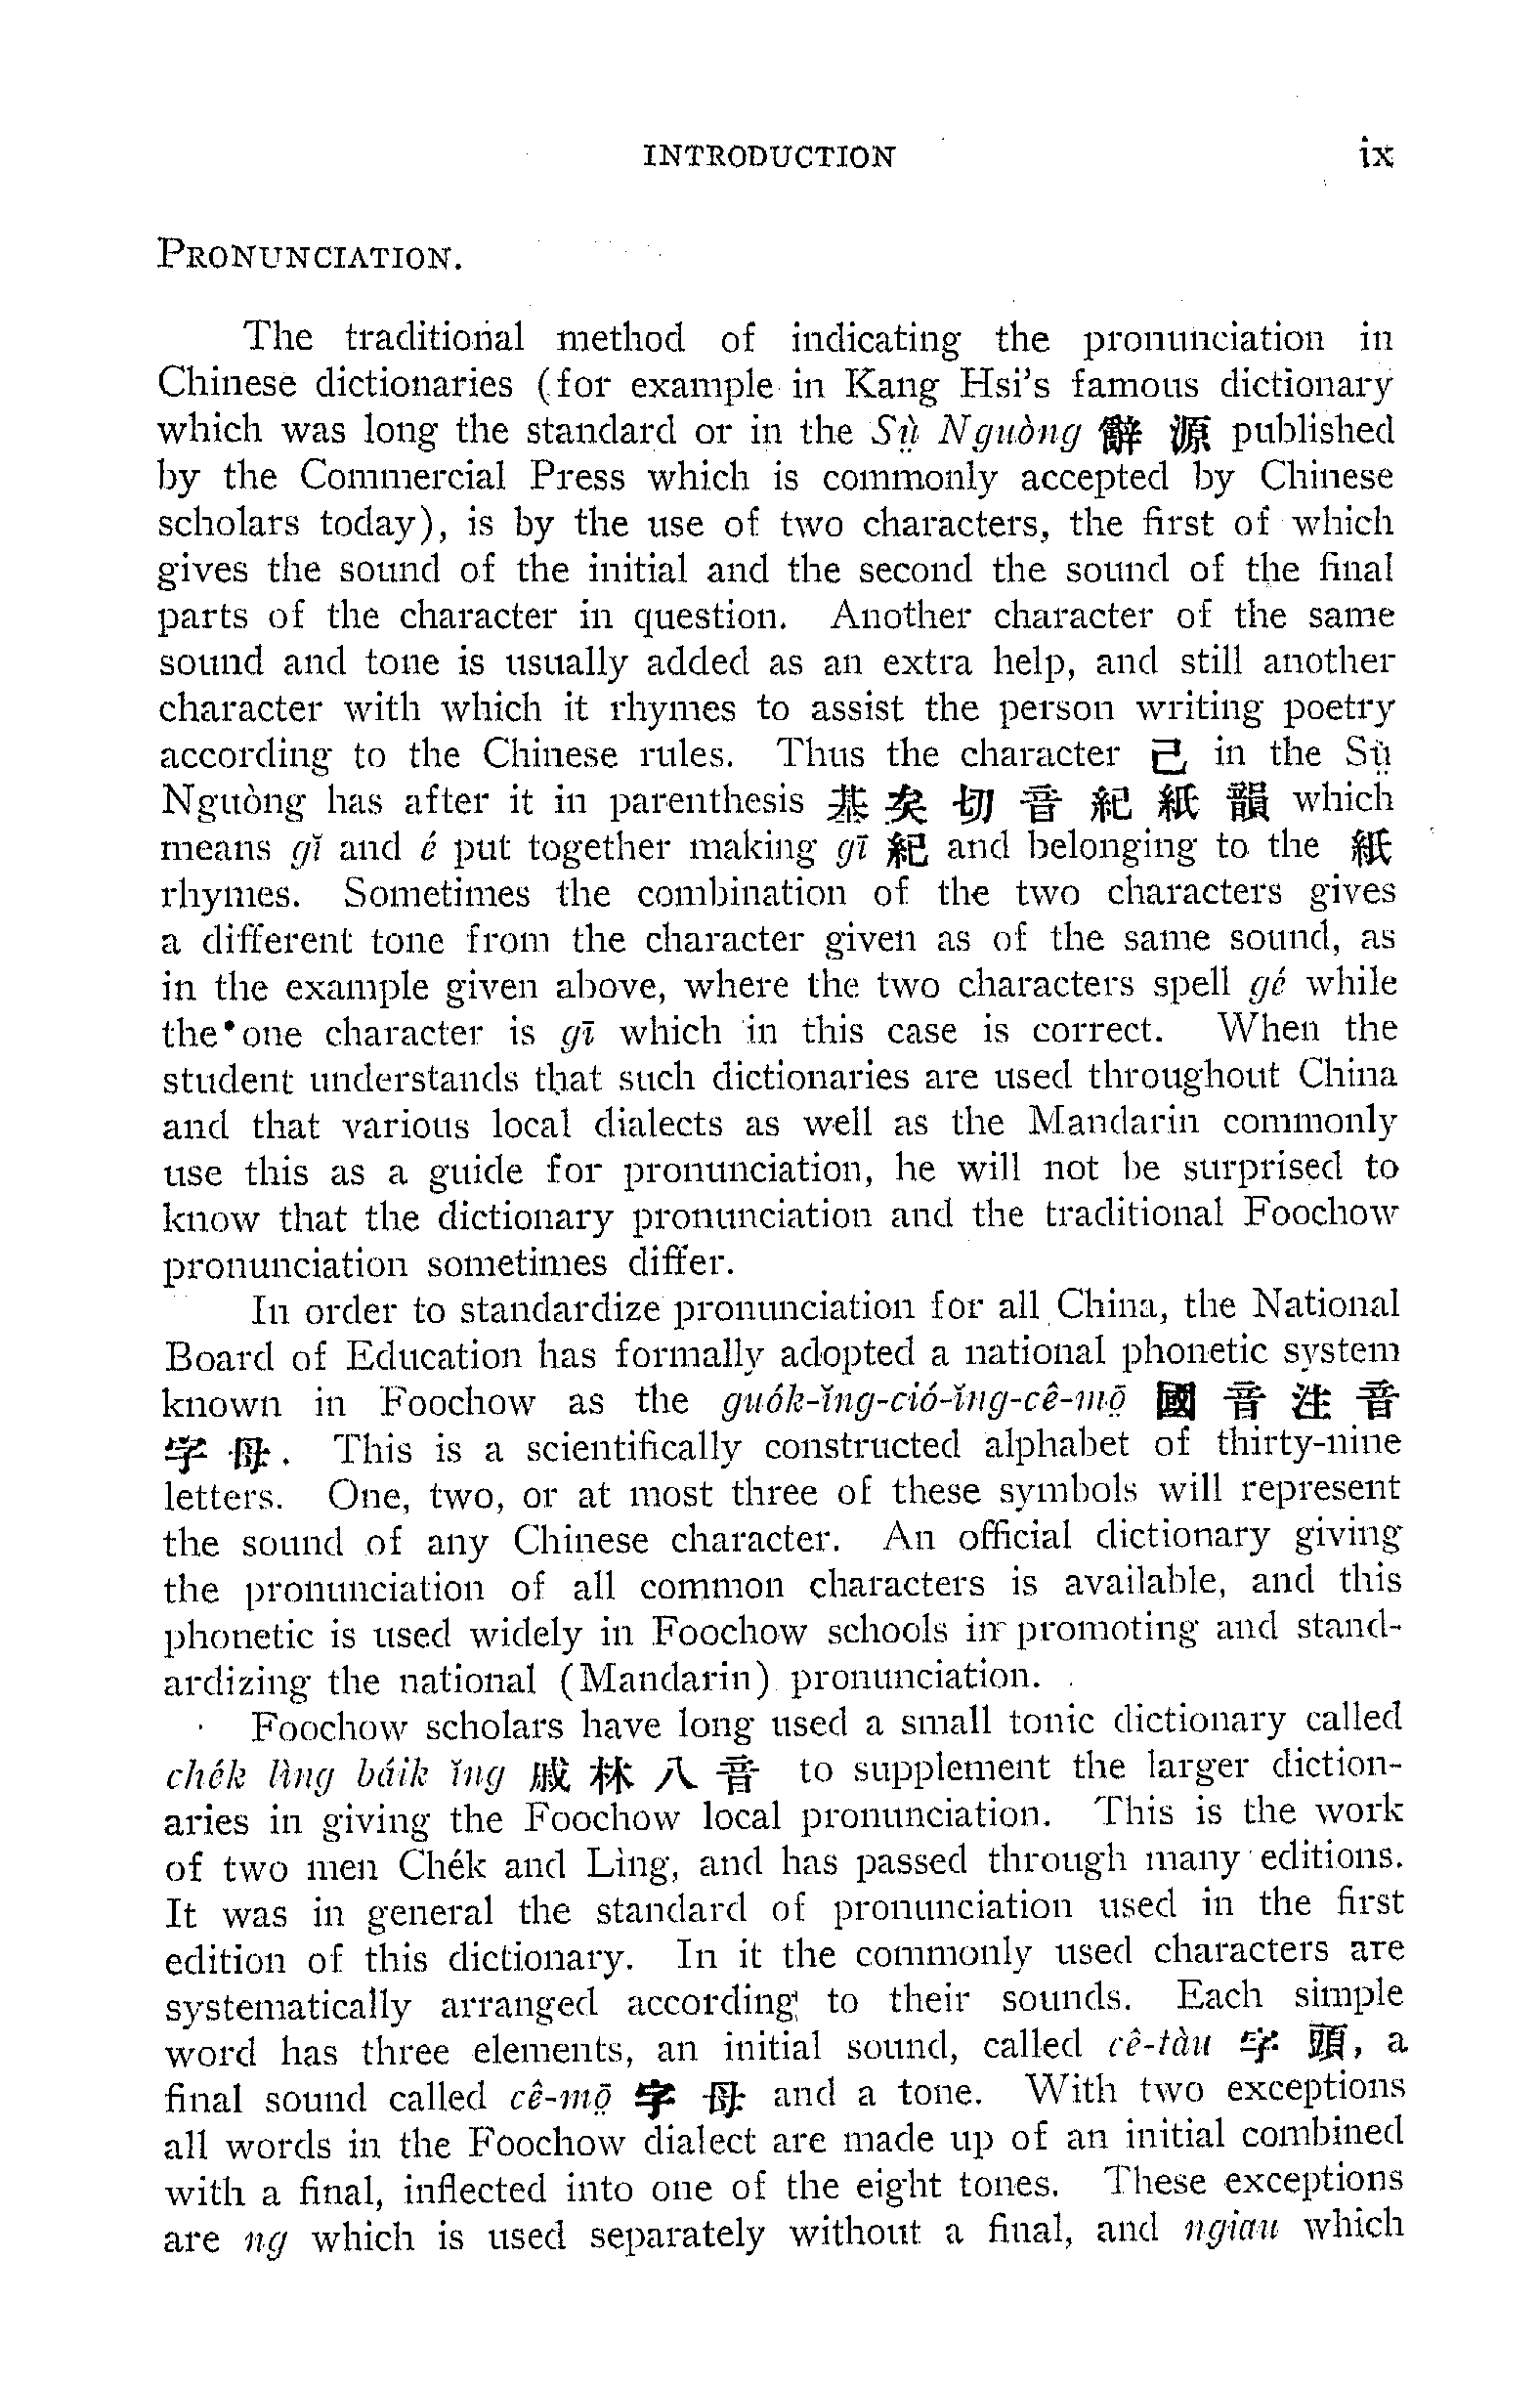 INTRODUCTION ix
PRONUNCIATION.
The traditional method of indicating the pronunciation in
Chinese dictionaries (for example in Kang Hsi's famous dictionary
which was long the standard or in the Sṳ̀ Nguòng 辭 源 published
by the Commercial Press which is commonly accepted by Chinese
scholars today), is by the use of two characters, the first of which
gives the sound of the initial and the second the sound of the final
parts of the character in question. Another character of the same
sound and tone is usually added as an extra help, and still another
character with which it rhymes to assist the person writing poetry
according to the Chinese rules. Thus the character 己 in the Sṳ̀
Nguòng has after it in parenthesis 基 矣 切 音 紀 紙 韻 which
means gĭ and é put together making gī 紀 and belonging to the 紙
rhymes. Sometimes the combination of the two characters gives
a different tone from the character given as of the same sound, as
in the example given above, where the two characters spell gé while
the one character is gī which in this case is correct. When the
student understands that such dictionaries are used throughout China
and that various local dialects as well as the Mandarin commonly
use this as a guide for pronunciation, he will not be surprised to
know that the dictionary pronunciation and the traditional Foochow
pronunciation sometimes differ.
In order to standardize pronunciation for all China, the National
Board of Education has formally adopted a national phonetic system
known in Foochow as the guók-ĭng-ció-ĭng-cê-mō̤ 國 音 注 音
字 母. This is a scientifically constructed alphabet of thirty-nine
letters. One, two, or at most three of these symbols will represent
the sound of any Chinese character. An official dictionary giving
the pronunciation of all common characters is available, and this
phonetic is used widely in Foochow schools in promoting and stand-
ardizing the national (Mandarin) pronunciation.
Foochow scholars have long used a small tonic dictionary called
chék lìng báik ĭng 戚 林 八 音 to supplement the larger diction-
aries in giving the Foochow local pronunciation. This is the work
of two men Chék and Lìng, and has passed through many editions.
It was in general the standard of pronunciation used in the first
edition of this dictionary. In it the commonly used characters are
systematically arranged according to their sounds. Each simple
word has three elements, an initial sound, called cê-tàu 字 頭, a
final sound called cê-mō̤ 字 母 and a tone. With two exceptions
all words in the Foochow dialect are made up of an initial combined
with a final, inflected into one of the eight tones. These exceptions
are ng which is used separately without a final, and ngiau which